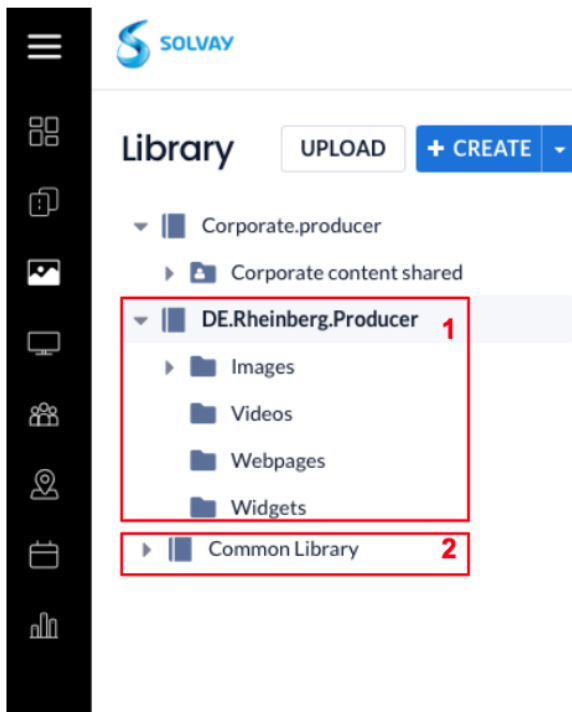 SOLVAY
Library UPLOAD + CREATE
Corporate.producer
Corporate content shared
DE.Rheinberg.Producer 1
Images
Videos
Webpages
Widgets
Common Library 2